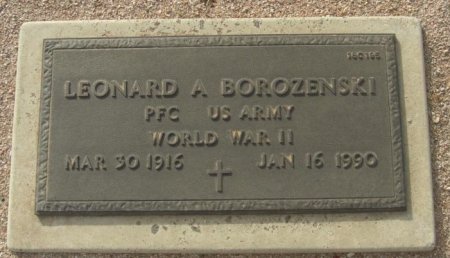 LEONARD A BOROZENSKI
PFC US ARMY
WORLD WAR II
MAR 30 1916 JAN 16 1990